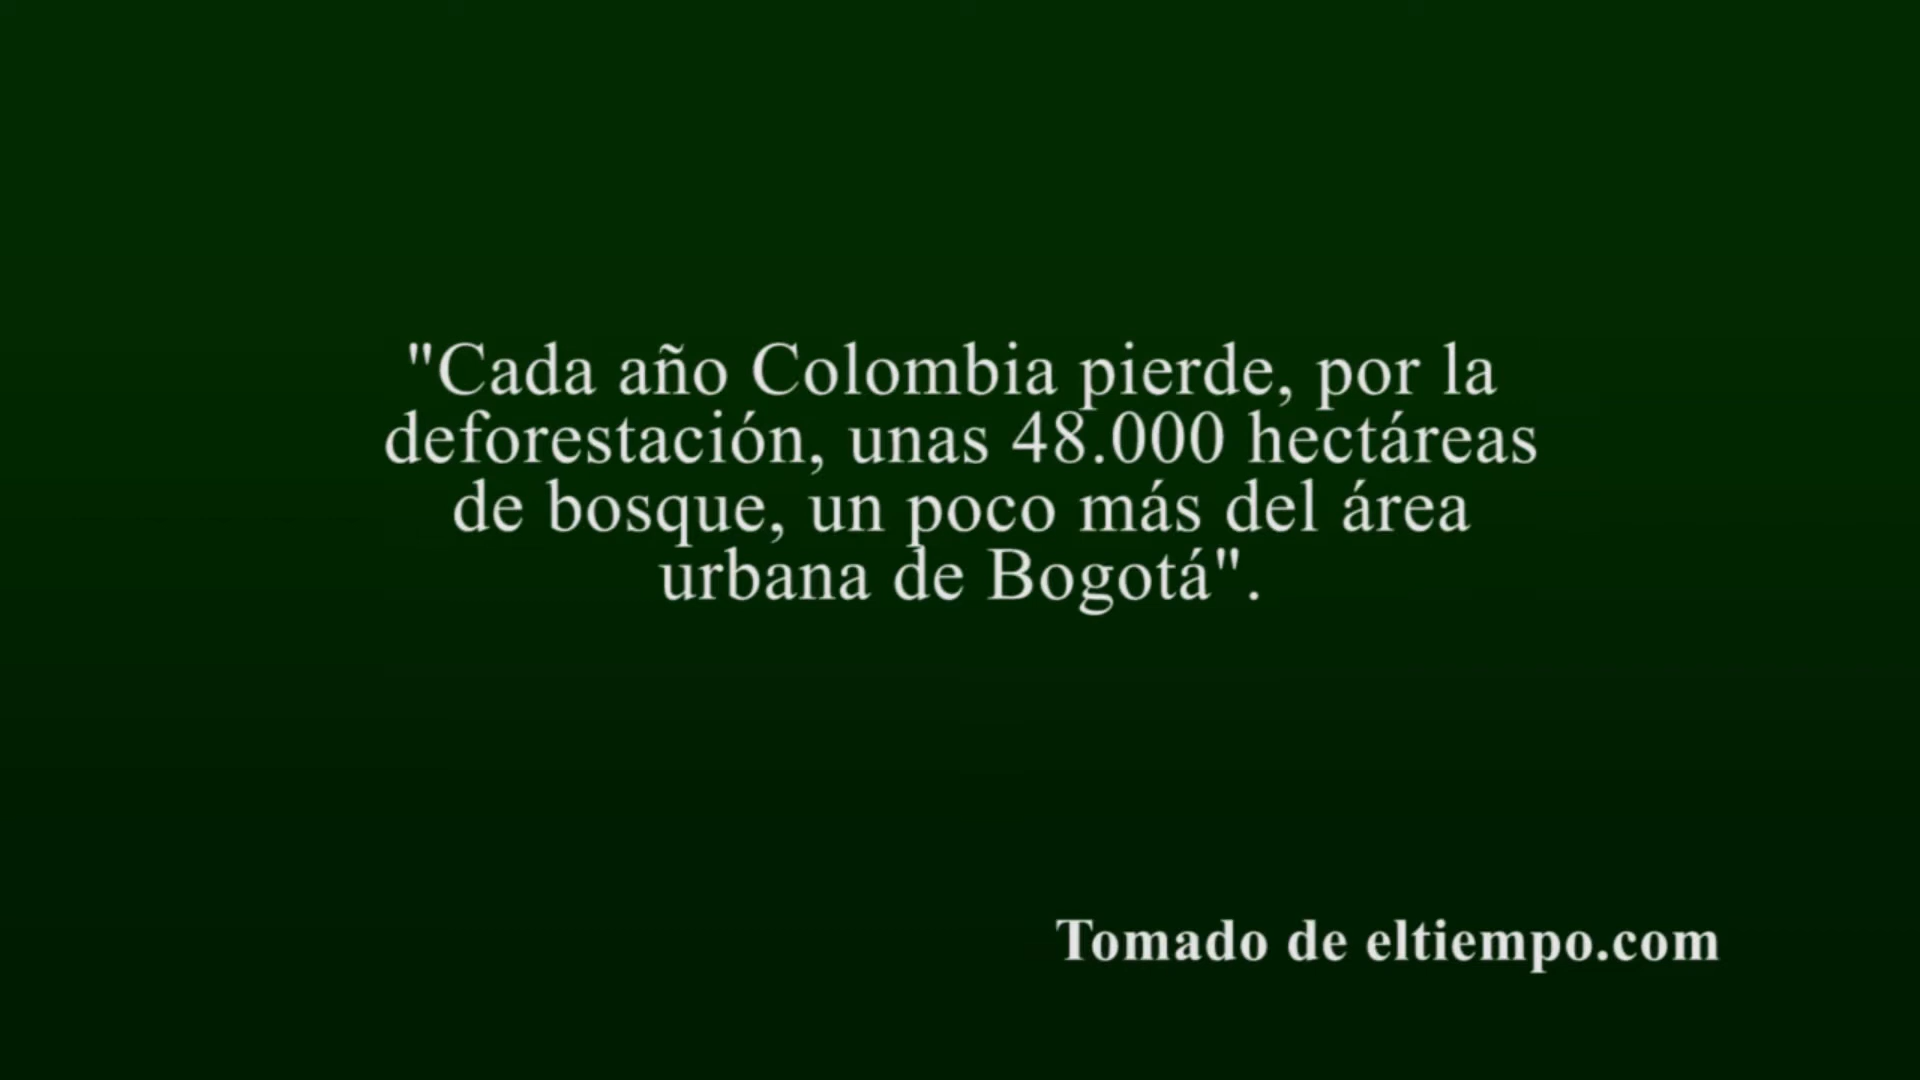 "Cada año Colombia pierde, por la
deforestación, unas 48.000 hectáreas
de bosque, un poco más del área
urbana de Bogotá".
Tomado de eltiempo.com